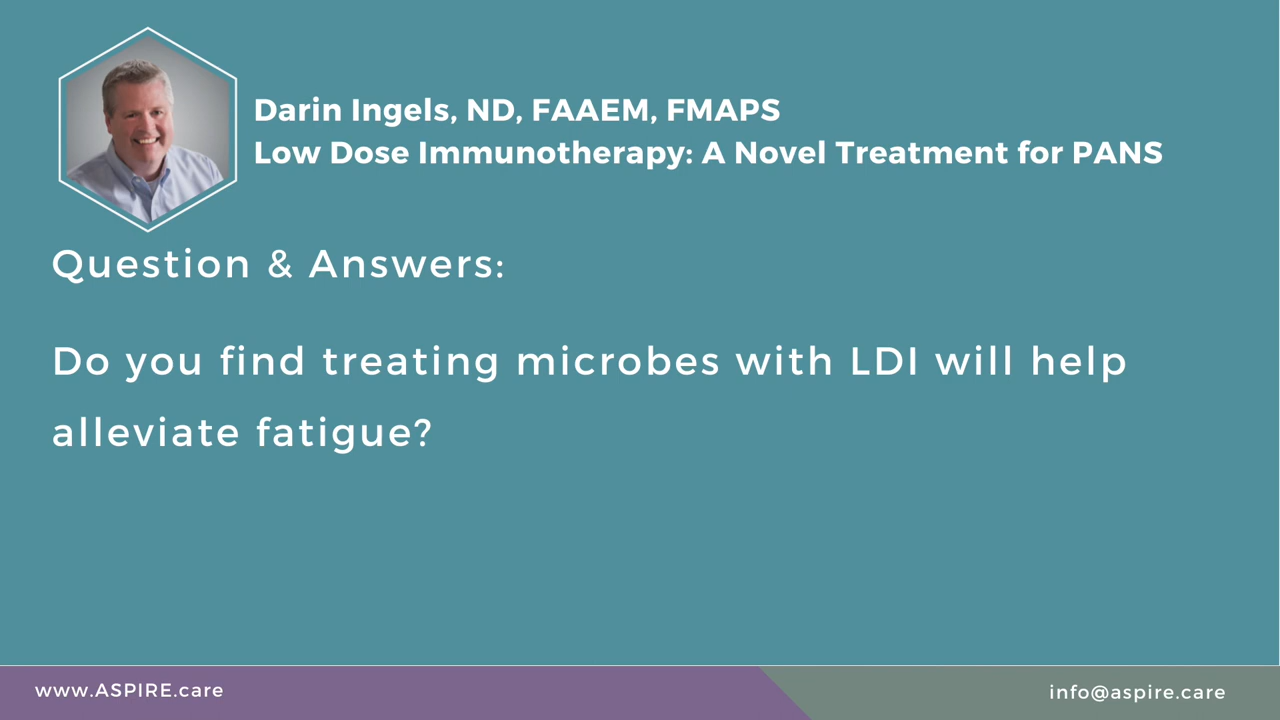 Darin Ingels, ND, FAAEM, FMAPS
Low Dose Immunotherapy: A Novel Treatment for PANS
Question & Answers:
Do you find treating microbes with LDI will help
alleviate fatigue?
www.ASPIRE.care
info@aspire.care